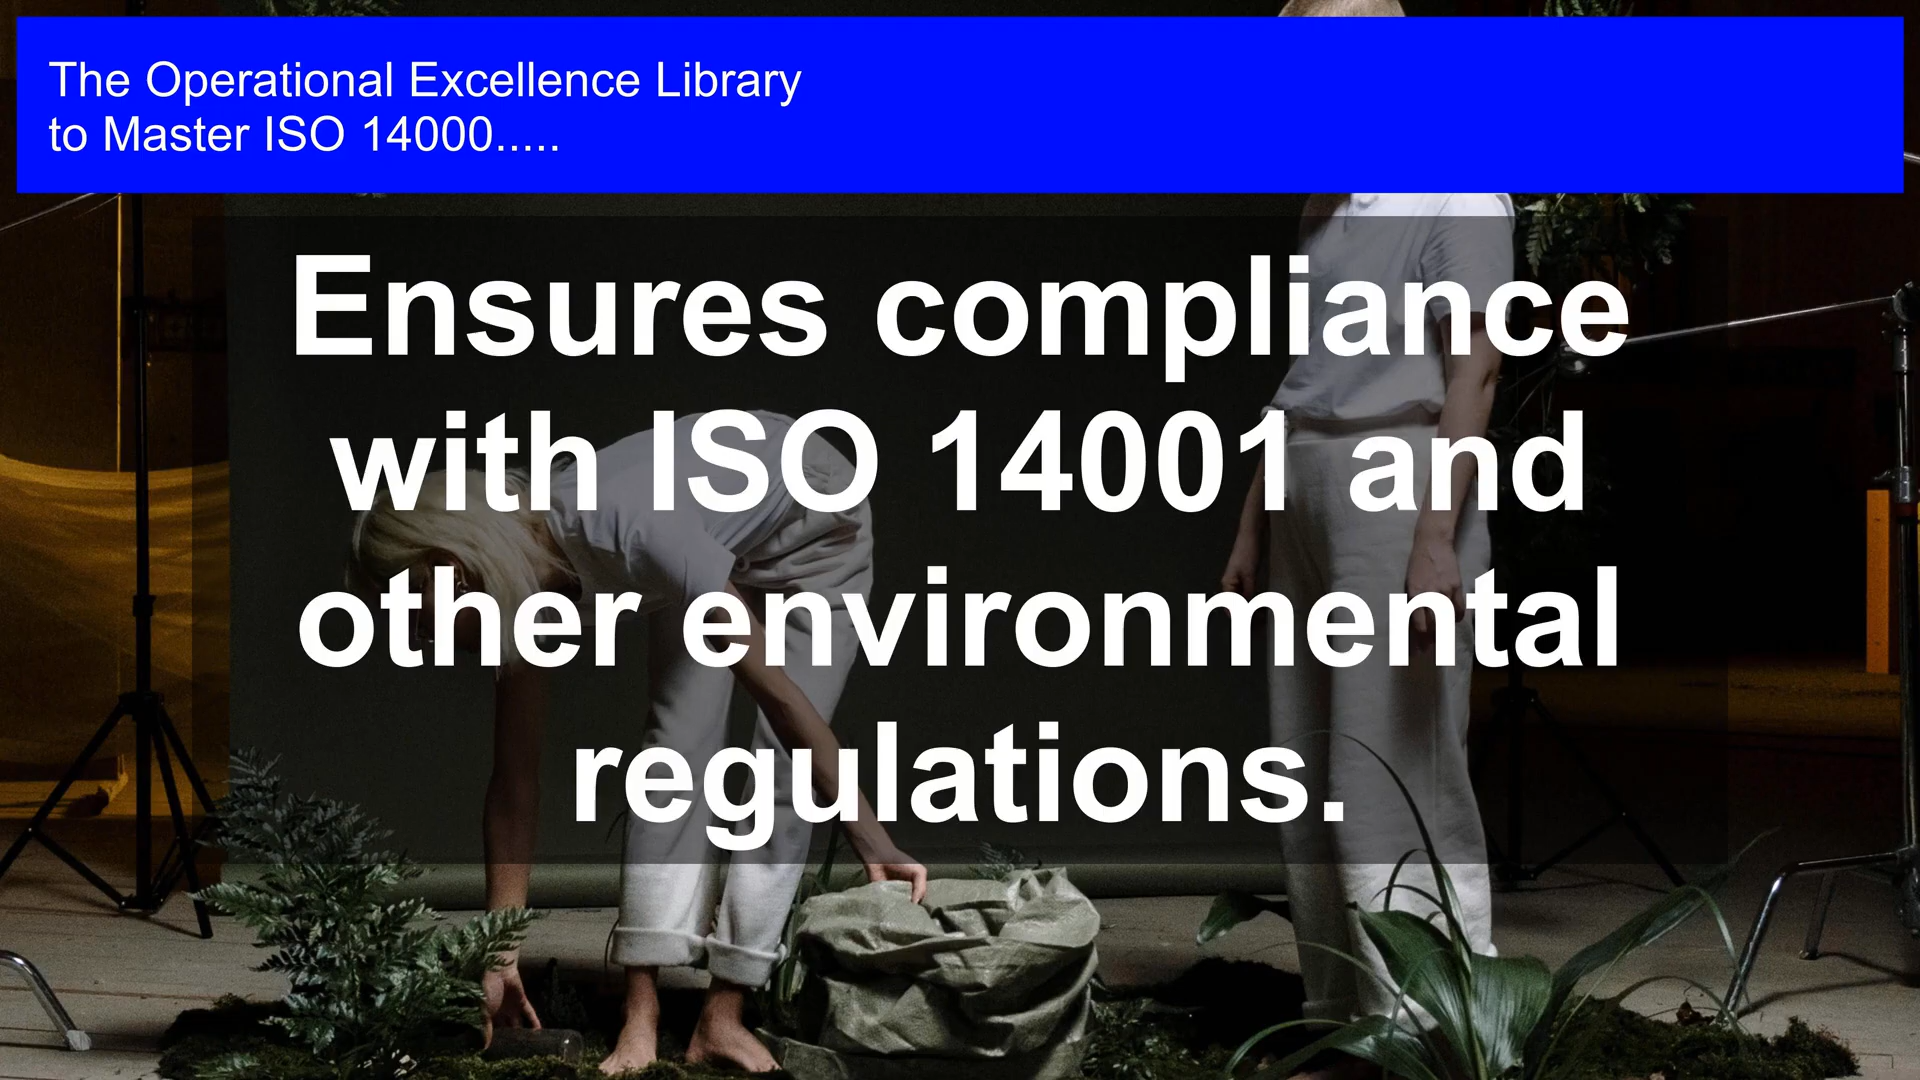 The Operational Excellence Library
to Master ISO 14000.....
Ensures compliance
with ISO 14001 and
other environmental
regulations.